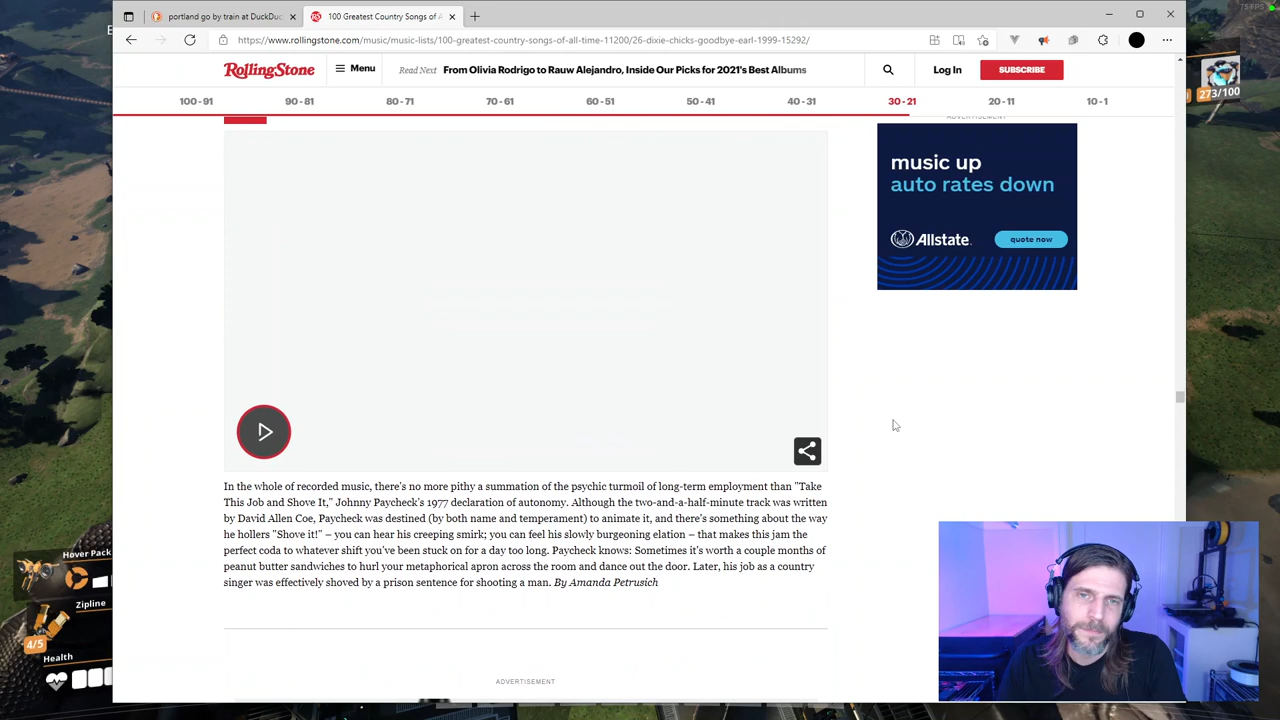 75 FPS
portland go by train at DuckDuc
100 Greatest Country Songs of A
https://www.rollingstone.com/music/music-lists/100-greatest-country-songs-of-all-time-11200/26-dixie-chicks-goodbye-earl-1999-15292/
RollingStone
Menu
Read Next From Olivia Rodrigo to Rauw Alejandro, Inside Our Picks for 2021's Best Albums
Log In
SUBSCRIBE
273/100
100 - 91 90 - 81 80 - 71 70 - 61 60 - 51 50 - 41 40 - 31 30 - 21 20 - 11 10 - 1
ADVERTISEMENT
music up
auto rates down
Allstate.
quote now
In the whole of recorded music, there's no more pithy a summation of the psychic turmoil of long-term employment than "Take
This Job and Shove It," Johnny Paycheck's 1977 declaration of autonomy. Although the two-and-a-half-minute track was written
by David Allen Coe, Paycheck was destined (by both name and temperament) to animate it, and there's something about the way
he hollers "Shove it!" – you can hear his creeping smirk; you can feel his slowly burgeoning elation – that makes this jam the
perfect coda to whatever shift you've been stuck on for a day too long. Paycheck knows: Sometimes it's worth a couple months of
peanut butter sandwiches to hurl your metaphorical apron across the room and dance out the door. Later, his job as a country
singer was effectively shoved by a prison sentence for shooting a man. By Amanda Petrusich
ADVERTISEMENT
Hover Pack
Zipline
4/5
Health